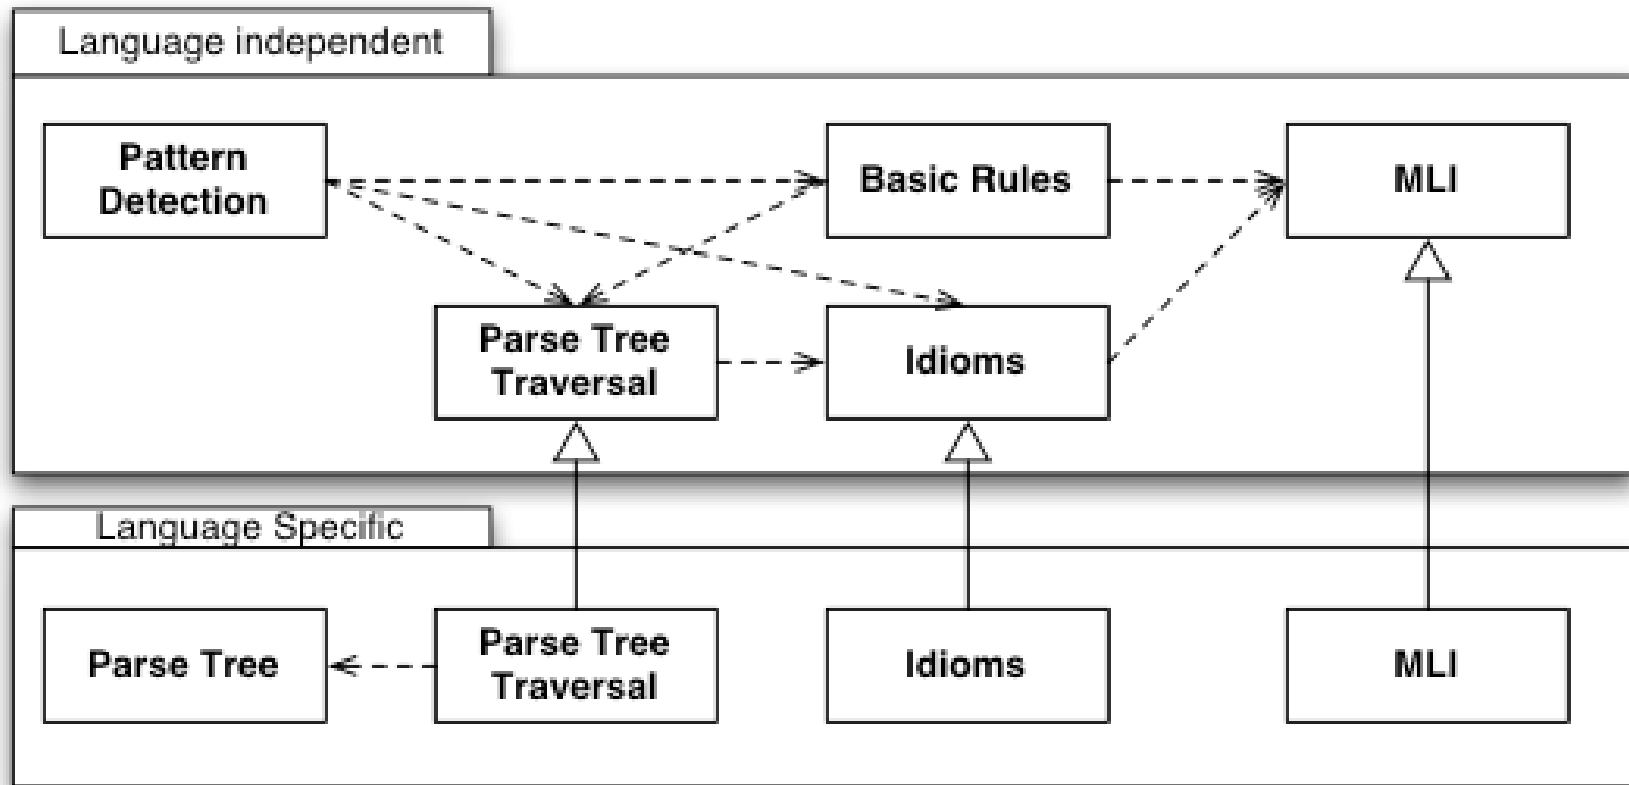 Language independent
Pattern
Detection
Basic Rules
MLI
Parse Tree
Traversal
Idioms
Language Specific
Parse Tree
Parse Tree
Traversal
Idioms
MLI